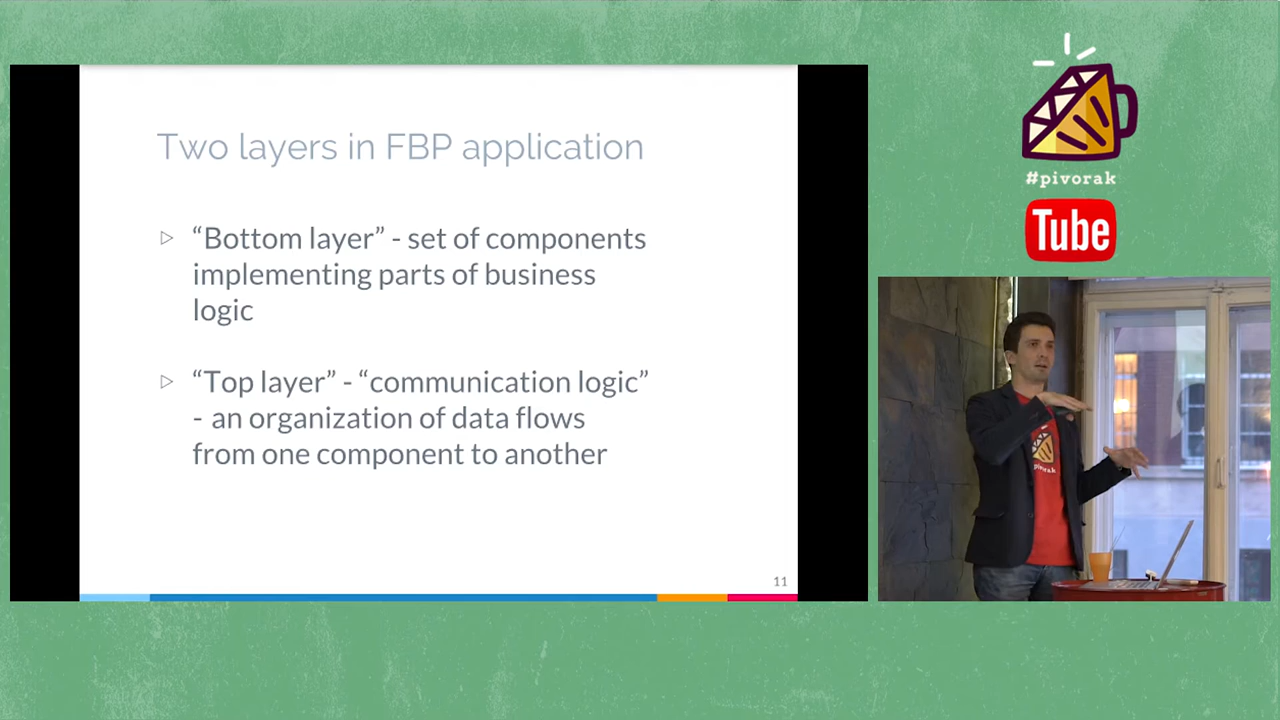 Two layers in FBP application
“Bottom layer” - set of components
implementing parts of business
logic
“Top layer” - “communication logic”
- an organization of data flows
from one component to another
11
#pivorak
Tube
pivorak